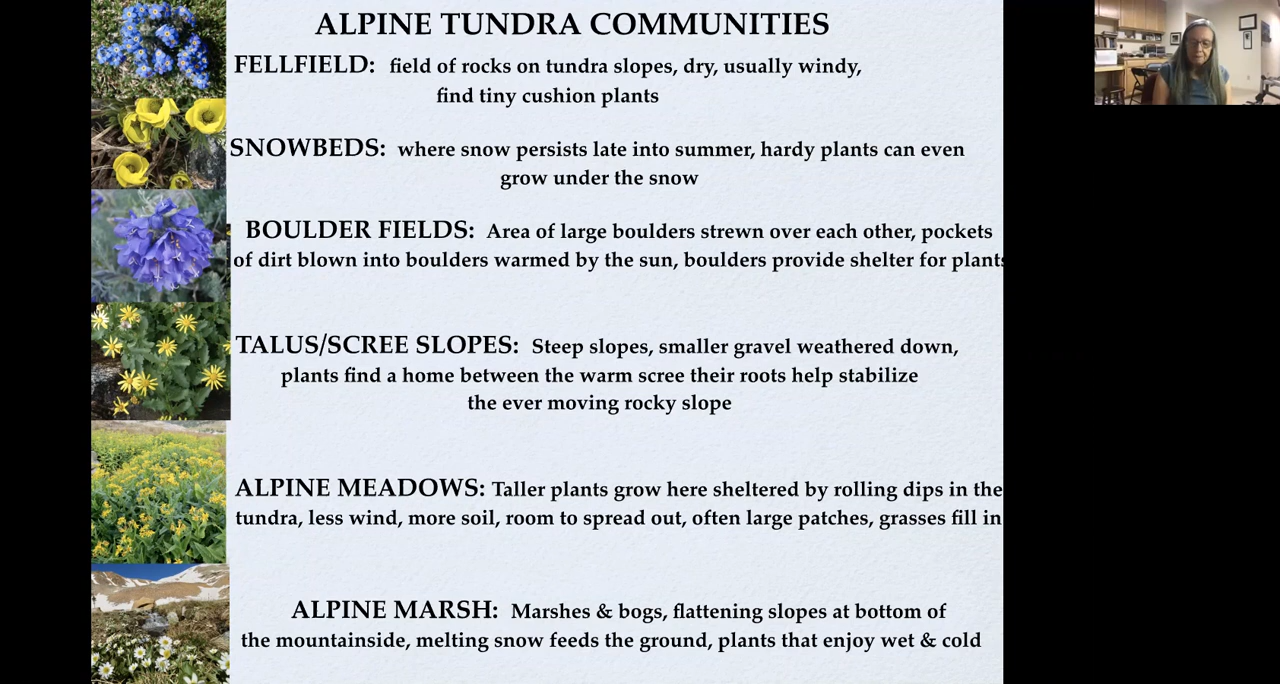 ALPINE TUNDRA COMMUNITIES
FELLFIELD: field of rocks on tundra slopes, dry, usually windy,
find tiny cushion plants
SNOWBEDS: where snow persists late into summer, hardy plants can even
grow under the snow
BOULDER FIELDS: Area of large boulders strewn over each other, pockets
of dirt blown into boulders warmed by the sun, boulders provide shelter for plants
TALUS/SCREE SLOPES: Steep slopes, smaller gravel weathered down,
plants find a home between the warm scree their roots help stabilize
the ever moving rocky slope
ALPINE MEADOWS: Taller plants grow here sheltered by rolling dips in the
tundra, less wind, more soil, room to spread out, often large patches, grasses fill in
ALPINE MARSH: Marshes & bogs, flattening slopes at bottom of
the mountainside, melting snow feeds the ground, plants that enjoy wet & cold